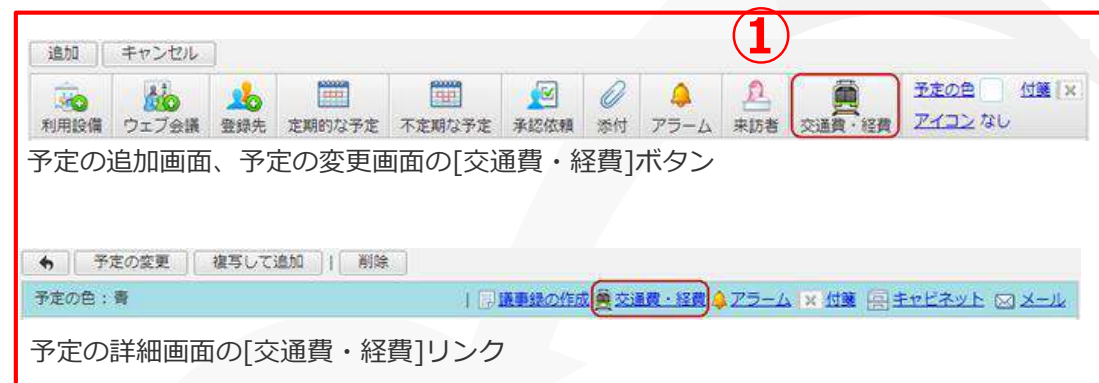 ①
追加 キャンセル
利用設備 ウェブ会議 登録先 定期的な予定 不定期な予定 承認依頼 添付 アラーム 来訪者 交通費・経費 予定の色 付箋
アイコン なし
予定の追加画面、予定の変更画面の[交通費・経費]ボタン
予定の変更 複写して追加 | 削除
予定の色：青 | 議事録の作成 交通費・経費 アラーム 付箋 キャビネット メール
予定の詳細画面の[交通費・経費]リンク